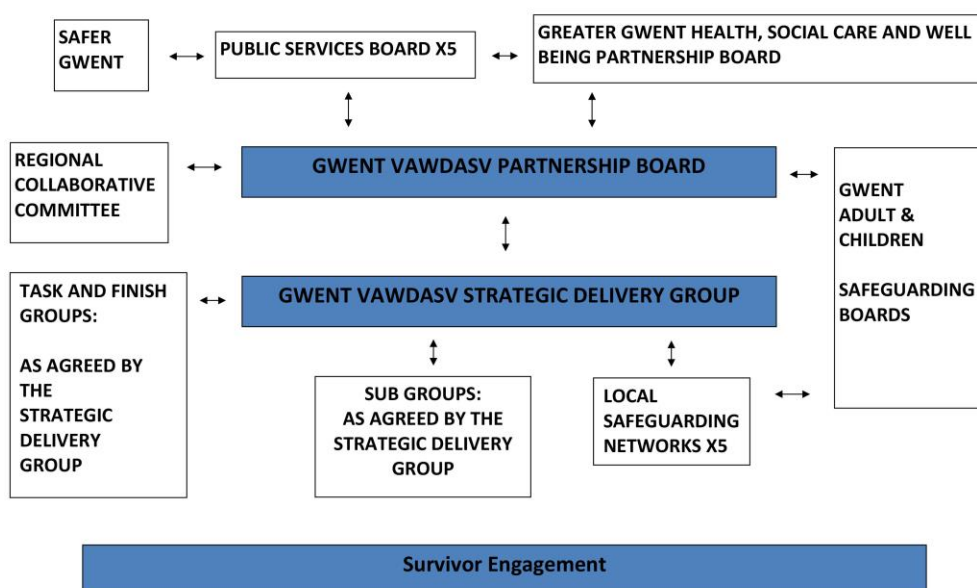 SAFER
GWENT
PUBLIC SERVICES BOARD X5
GREATER GWENT HEALTH, SOCIAL CARE AND WELL
BEING PARTNERSHIP BOARD
REGIONAL
COLLABORATIVE
COMMITTEE
GWENT VAWDASV PARTNERSHIP BOARD
GWENT
ADULT &
CHILDREN
SAFEGUARDING
BOARDS
TASK AND FINISH
GROUPS:
AS AGREED BY
THE
STRATEGIC
DELIVERY
GROUP
GWENT VAWDASV STRATEGIC DELIVERY GROUP
SUB GROUPS:
AS AGREED BY THE
STRATEGIC DELIVERY
GROUP
LOCAL
SAFEGUARDING
NETWORKS X5
Survivor Engagement